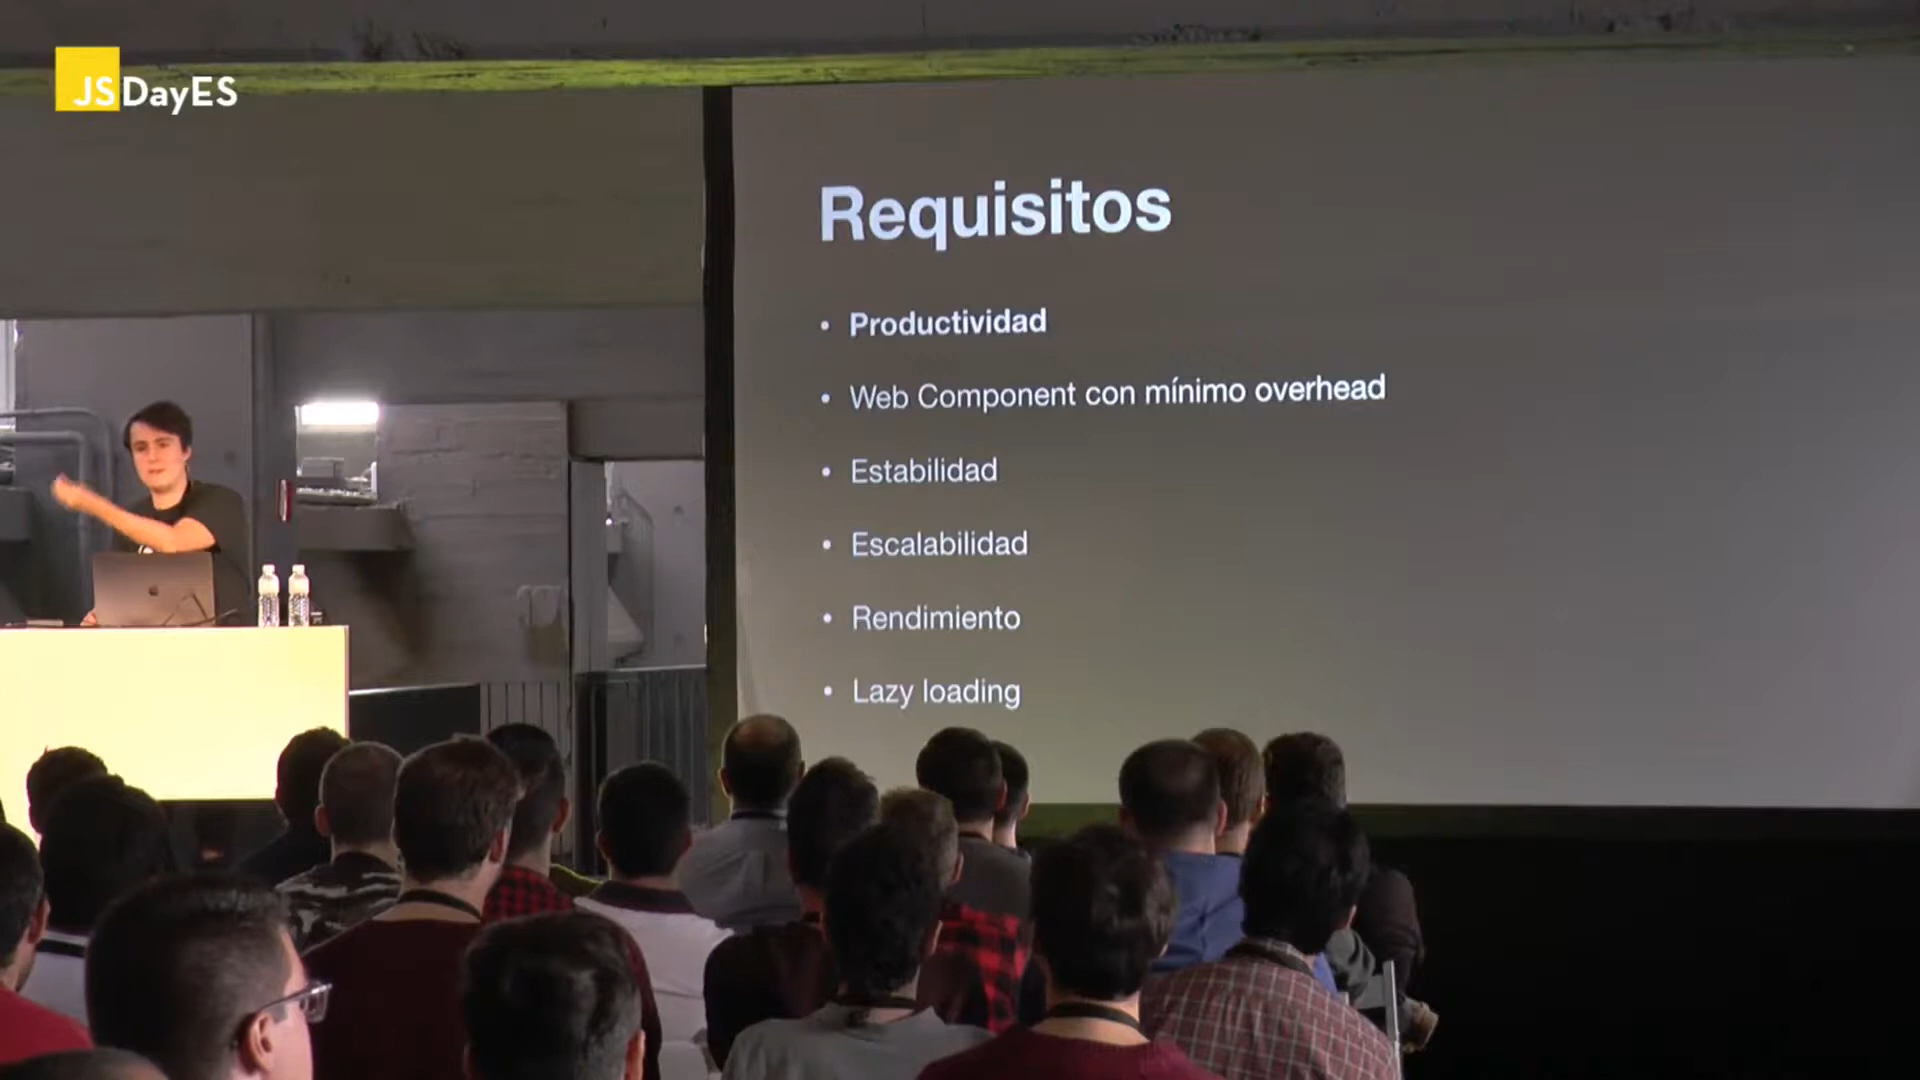 JSDayES
Requisitos
• Productividad
• Web Component con mínimo overhead
• Estabilidad
• Escalabilidad
• Rendimiento
• Lazy loading